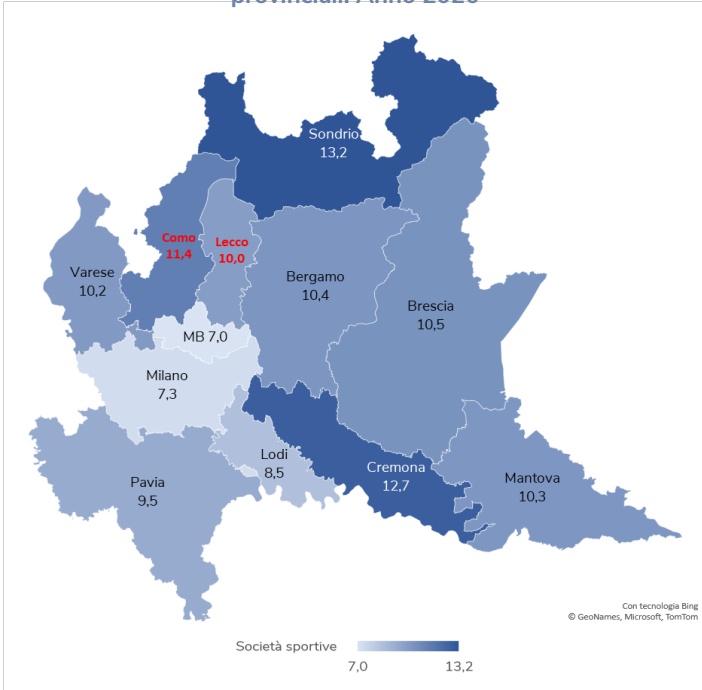 provinciali. Anno
Sondrio
13,2
Como
11,4
Lecco
10,0
Varese
10,2
Bergamo
10,4
Brescia
10,5
MB 7,0
Milano
7,3
Lodi
8,5
Cremona
12,7
Mantova
10,3
Pavia
9,5
Con tecnologia Bing
© GeoNames, Microsoft, TomTom
Società sportive
7,0 13,2